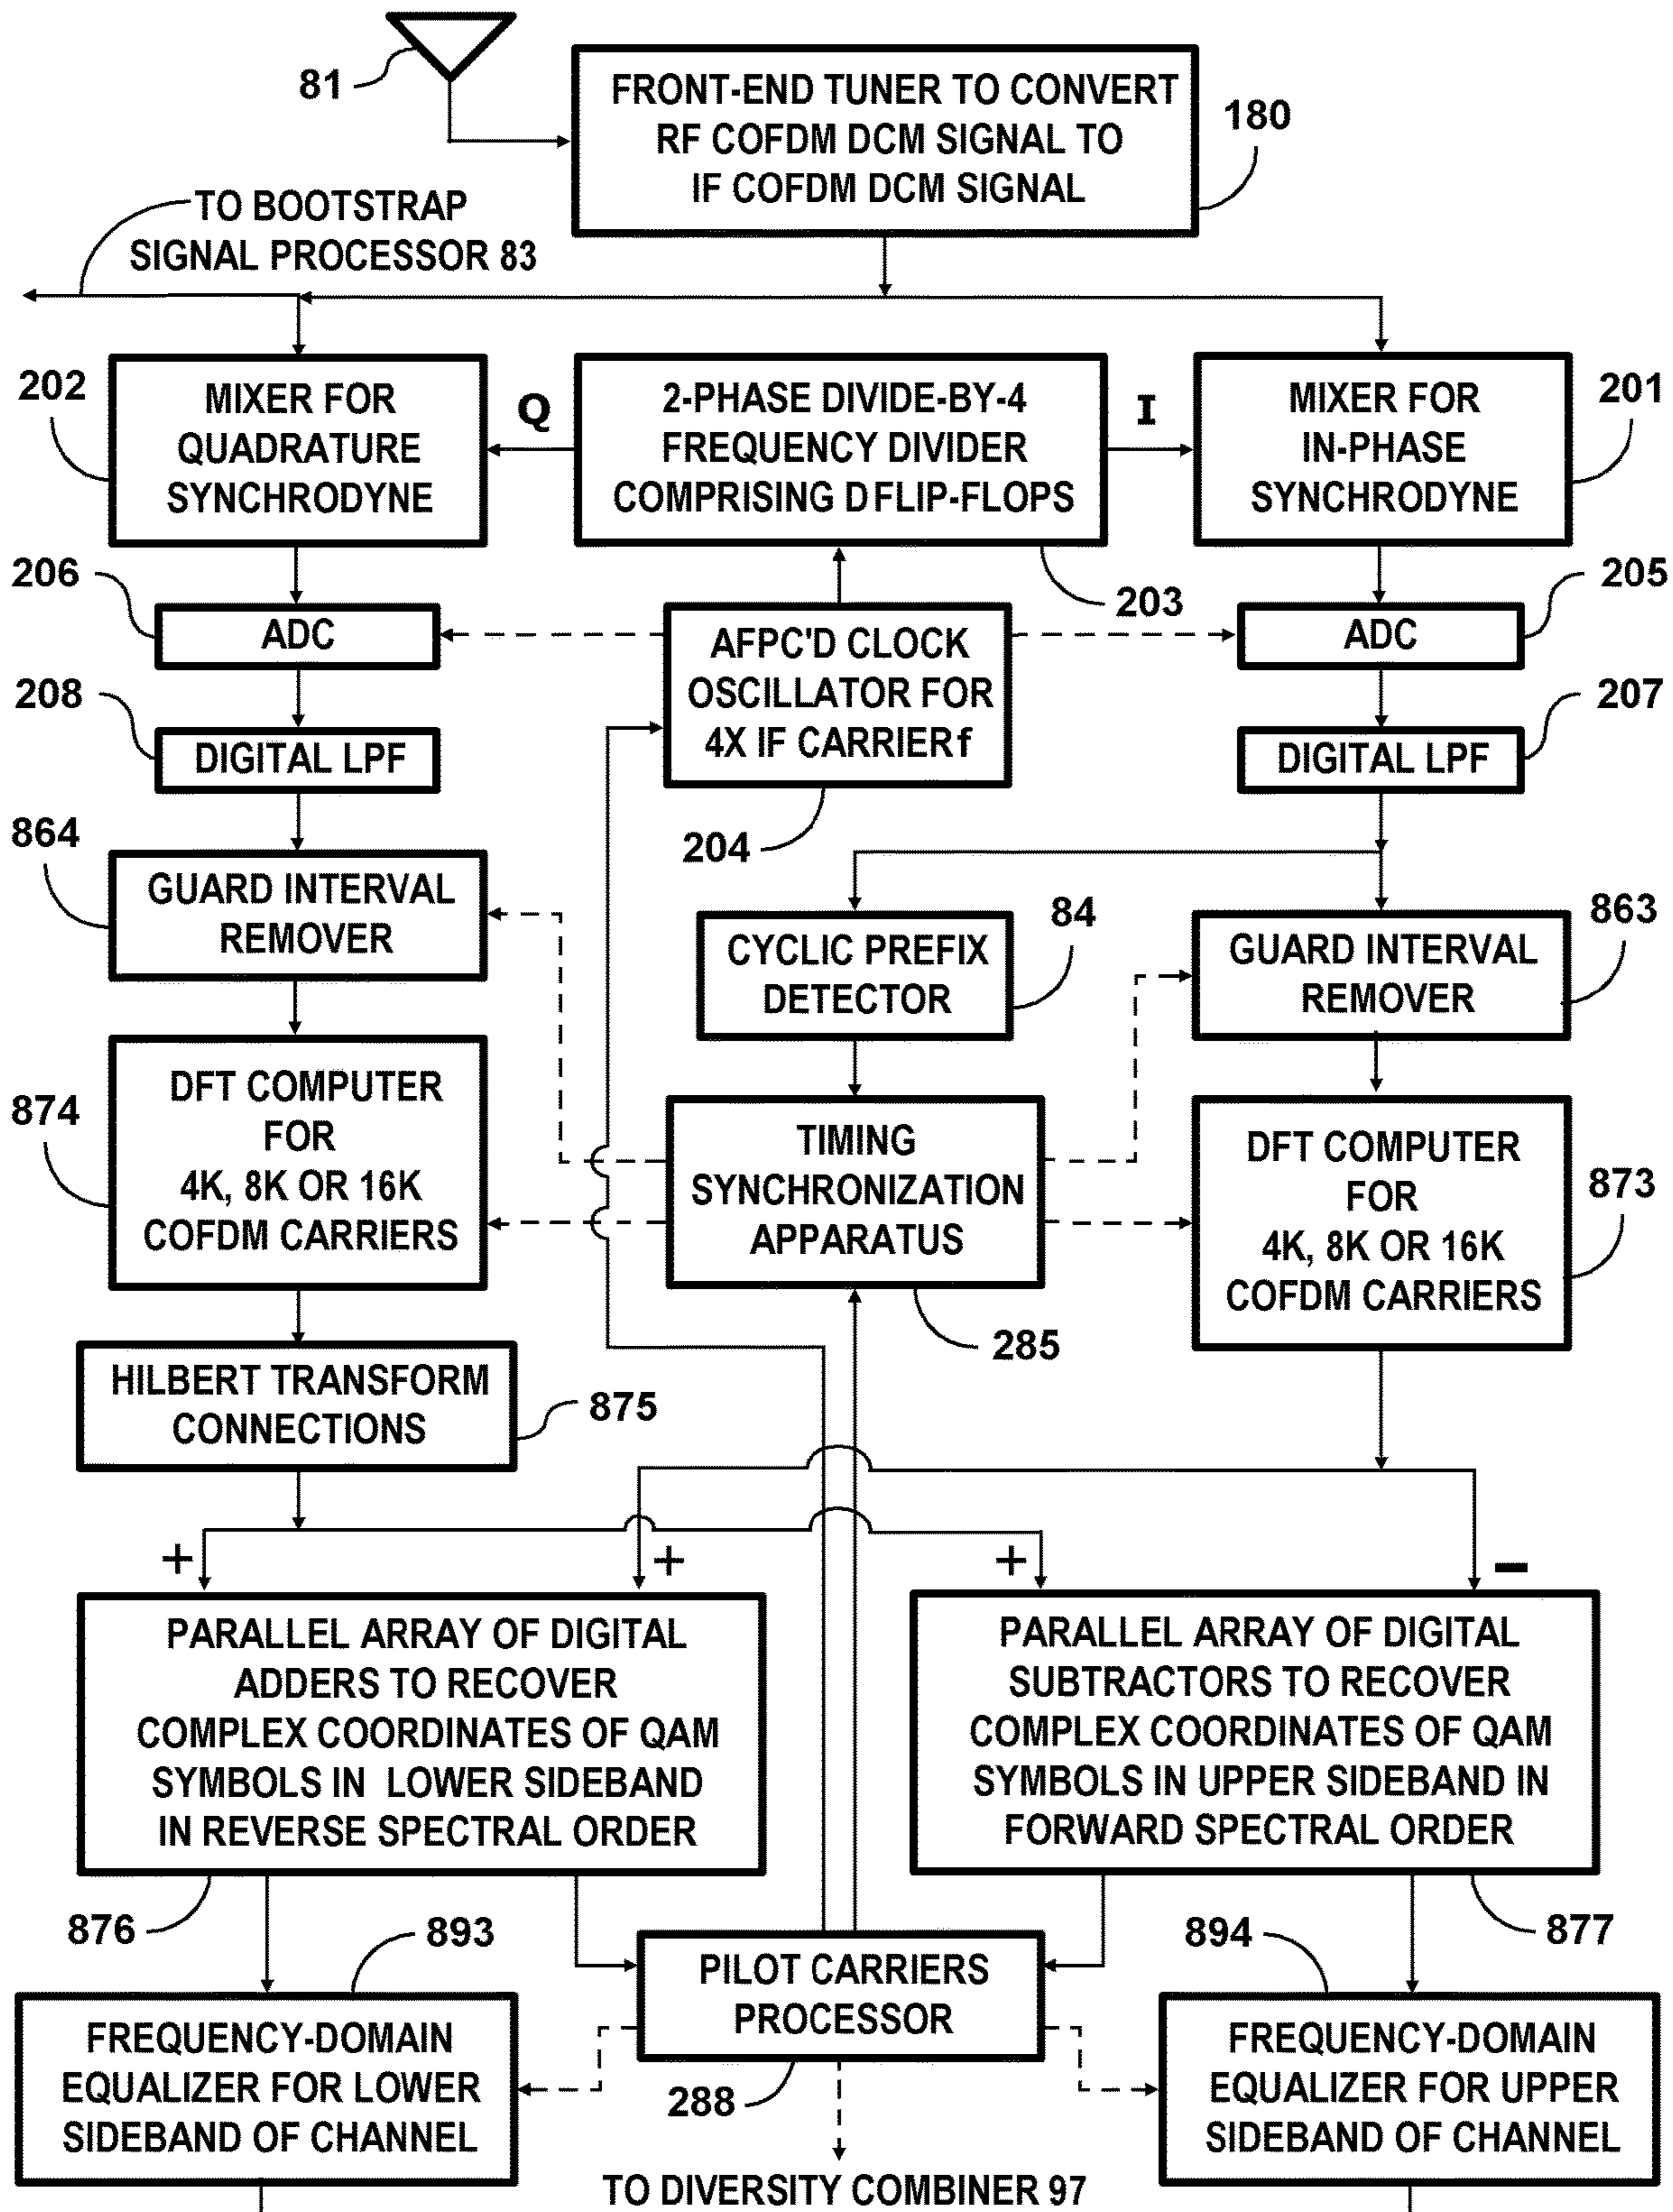 81
FRONT-END TUNER TO CONVERT
RF COFDM DCM SIGNAL TO
IF COFDM DCM SIGNAL
180
TO BOOTSTRAP
SIGNAL PROCESSOR 83
202
MIXER FOR
QUADRATURE
SYNCHRODYNE
Q
2-PHASE DIVIDE-BY-4
FREQUENCY DIVIDER
COMPRISING D FLIP-FLOPS
I
MIXER FOR
IN-PHASE
SYNCHRODYNE
201
203
206
ADC
AFPC'D CLOCK
OSCILLATOR FOR
4X IF CARRIER f
204
ADC
205
208
DIGITAL LPF
DIGITAL LPF
207
864
GUARD INTERVAL
REMOVER
CYCLIC PREFIX
DETECTOR
84
GUARD INTERVAL
REMOVER
863
874
DFT COMPUTER
FOR
4K, 8K OR 16K
COFDM CARRIERS
TIMING
SYNCHRONIZATION
APPARATUS
285
DFT COMPUTER
FOR
4K, 8K OR 16K
COFDM CARRIERS
873
HILBERT TRANSFORM
CONNECTIONS
875
+
+
+
−
PARALLEL ARRAY OF DIGITAL
ADDERS TO RECOVER
COMPLEX COORDINATES OF QAM
SYMBOLS IN LOWER SIDEBAND
IN REVERSE SPECTRAL ORDER
PARALLEL ARRAY OF DIGITAL
SUBTRACTORS TO RECOVER
COMPLEX COORDINATES OF QAM
SYMBOLS IN UPPER SIDEBAND IN
FORWARD SPECTRAL ORDER
876
893
894
877
PILOT CARRIERS
PROCESSOR
288
FREQUENCY-DOMAIN
EQUALIZER FOR LOWER
SIDEBAND OF CHANNEL
FREQUENCY-DOMAIN
EQUALIZER FOR UPPER
SIDEBAND OF CHANNEL
TO DIVERSITY COMBINER 97